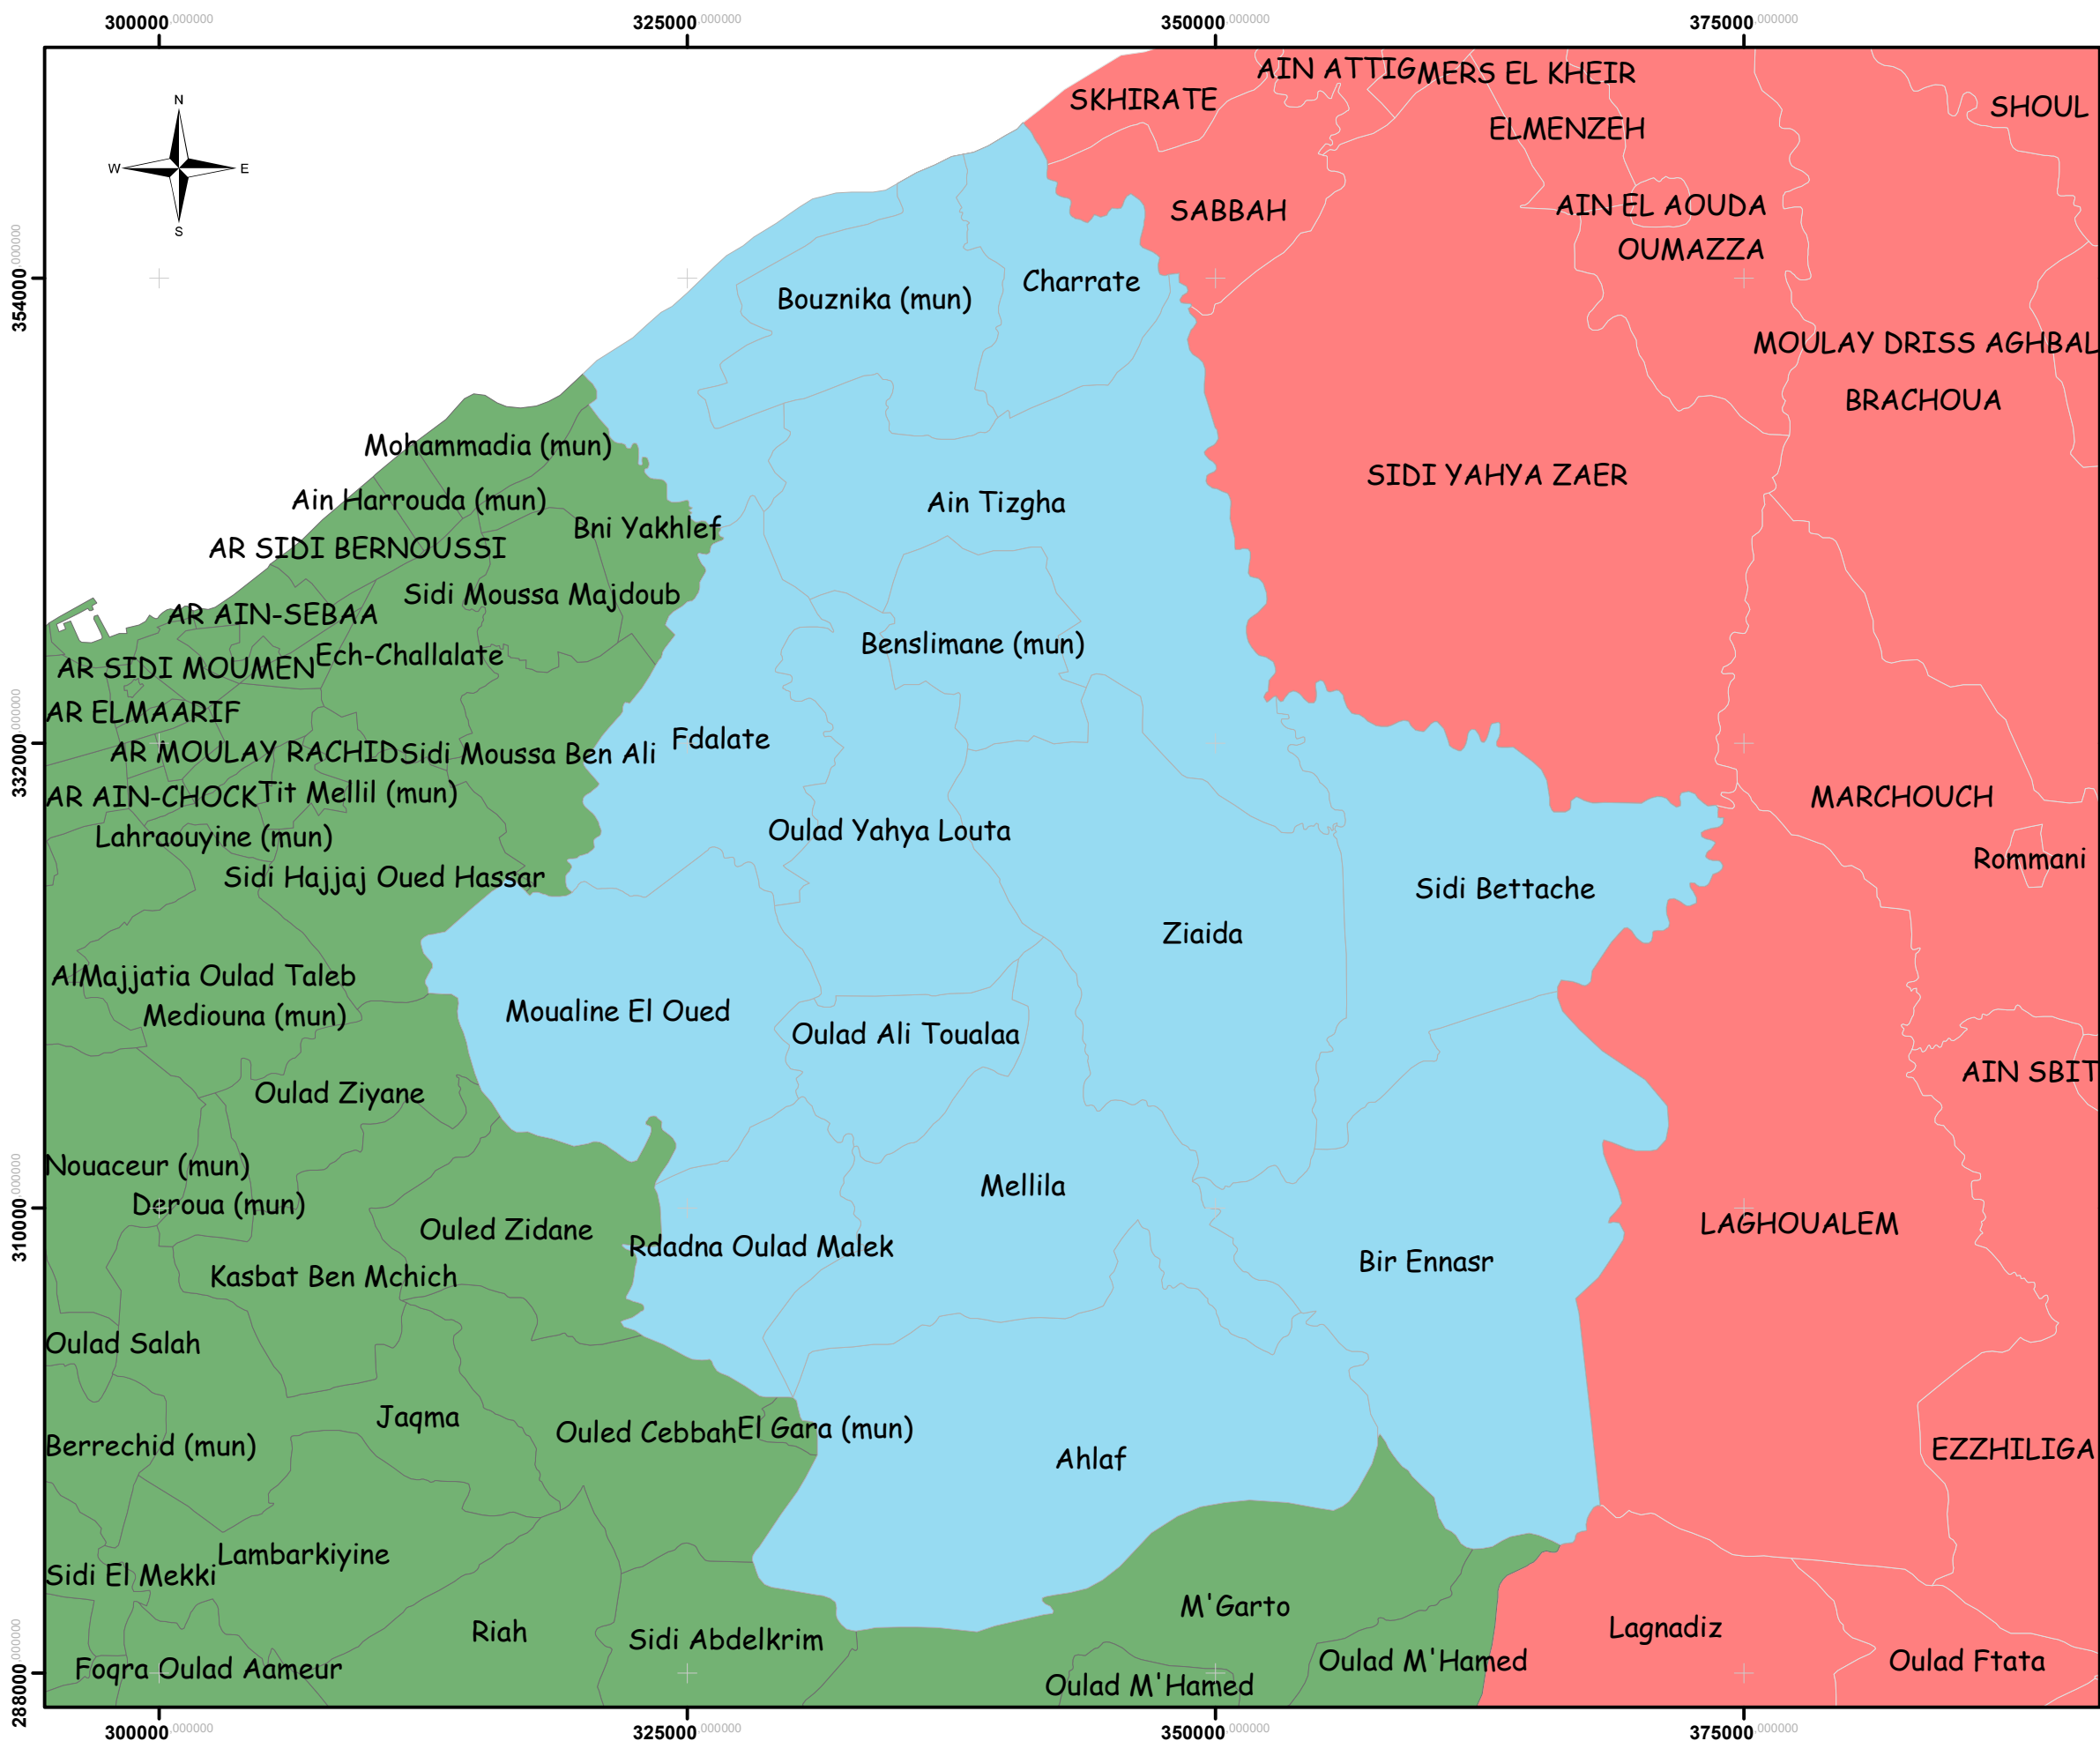 300000.000000
325000.000000
350000.000000
375000.000000
N
W E
S
AIN ATTIG
MERS EL KHEIR
SKHIRATE
SHOUL
ELMENZEH
AIN EL AOUDA
SABBAH
OUMAZZA
354000.000000
Charrate
Bouznika (mun)
MOULAY DRISS AGHBAL
BRACHOUA
Mohammadia (mun)
SIDI YAHYA ZAER
Ain Harrouda (mun)
Ain Tizgha
Bni Yakhlef
AR SIDI BERNOUSSI
Sidi Moussa Majdoub
AR AIN-SEBAA
Benslimane (mun)
Ech-Challalate
AR SIDI MOUMEN
AR ELMAARIF
332000.000000
Fdalate
AR MOULAY RACHID
Sidi Moussa Ben Ali
AR AIN-CHOCK
Tit Mellil (mun)
MARCHOUCH
Oulad Yahya Louta
Lahraouyine (mun)
Rommani
Sidi Hajjaj Oued Hassar
Sidi Bettache
Ziaida
AlMajjatia Oulad Taleb
Mediouna (mun)
Moualine El Oued
Oulad Ali Toualaa
AIN SBIT
Oulad Ziyane
Nouaceur (mun)
Mellila
Deroua (mun)
310000.000000
LAGHOUALEM
Ouled Zidane
Rdadna Oulad Malek
Bir Ennasr
Kasbat Ben Mchich
Oulad Salah
Jaqma
Ouled Cebbah
El Gara (mun)
Berrechid (mun)
EZZHILIGA
Ahlaf
Lambarkiyine
Sidi El Mekki
M'Garto
Riah
Sidi Abdelkrim
Lagnadiz
Foqra Oulad Aameur
Oulad M'Hamed
Oulad M'Hamed
Oulad Ftata
288000.000000
300000.000000
325000.000000
350000.000000
375000.000000